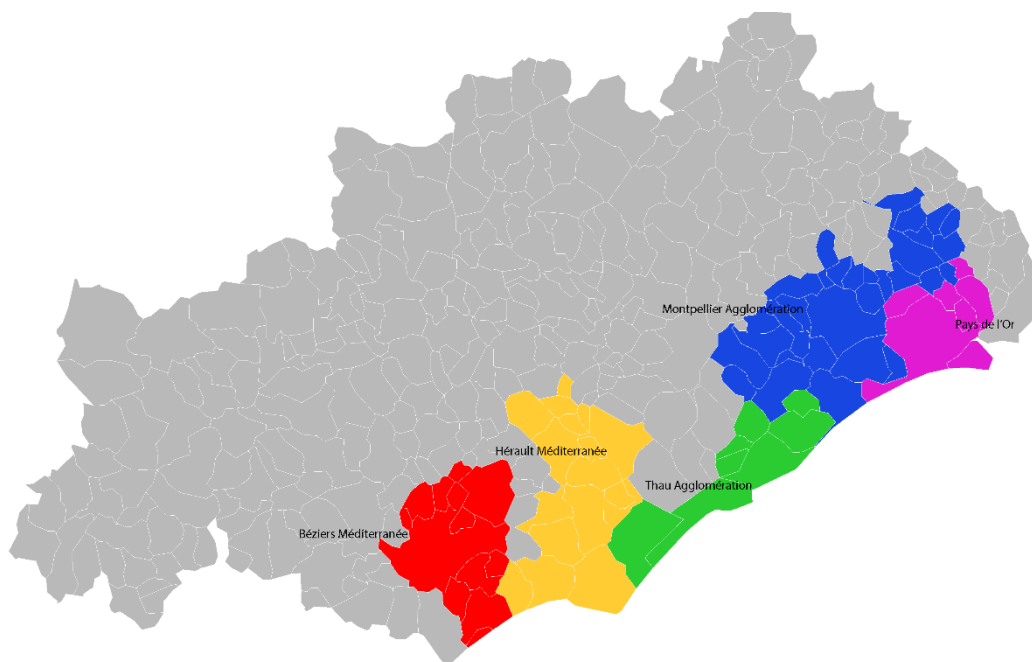 Montpellier Agglomération
Pays de l'Or
Hérault Méditerranée
Thau Agglomération
Béziers Méditerranée